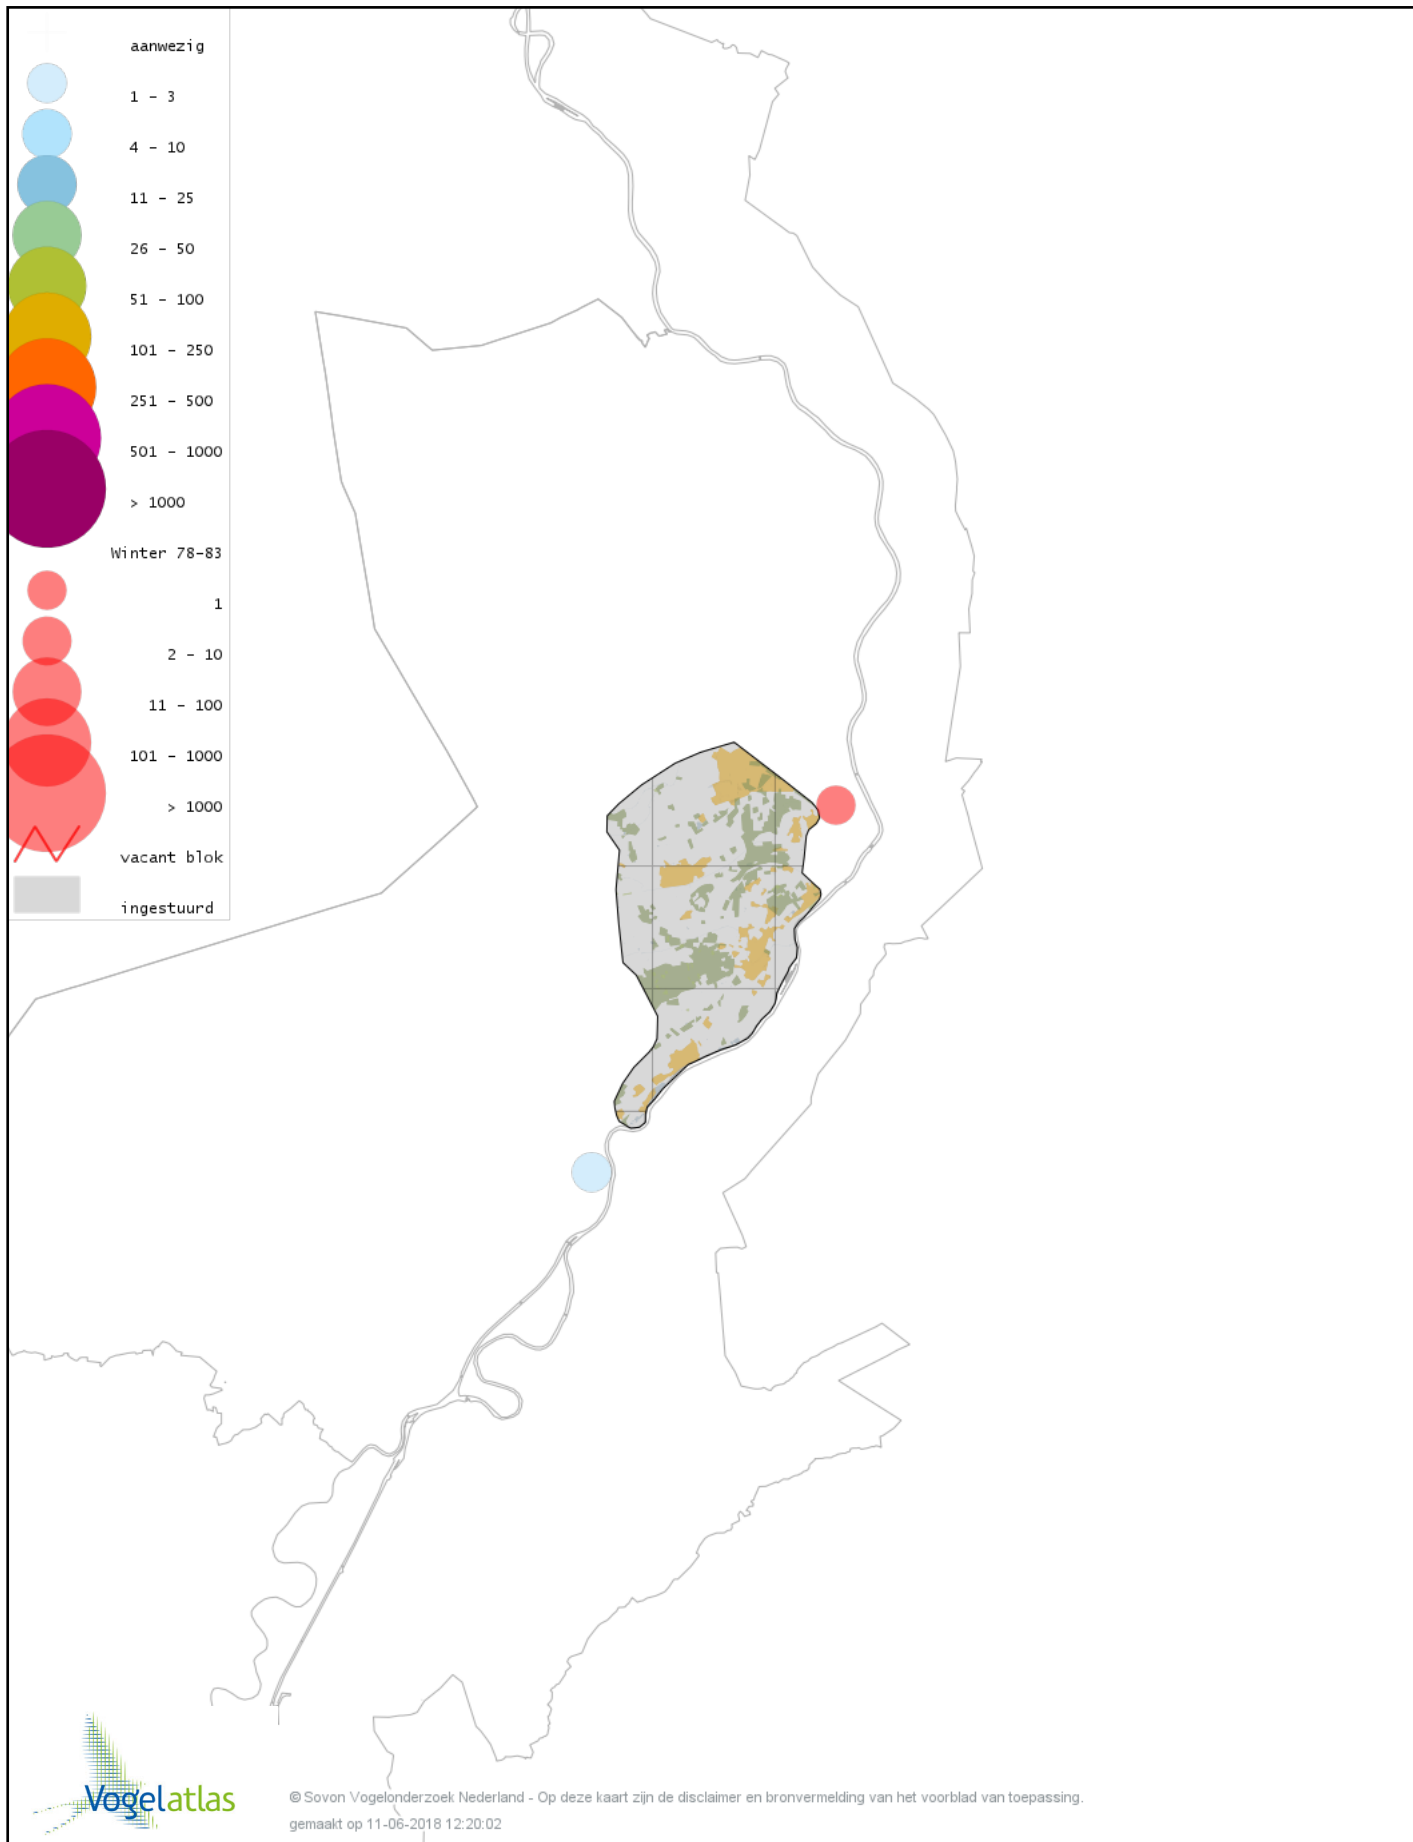 aanwezig
1 - 3
4 - 10
11 - 25
26 - 50
51 - 100
101 - 250
251 - 500
501 - 1000
> 1000
Winter 78-83
1
2 - 10
11 - 100
101 - 1000
> 1000
vacant blok
ingestuurd
Vogelatlas
© Sovon Vogelonderzoek Nederland - Op deze kaart zijn de disclaimer en bronvermelding van het voorblad van toepassing.
gemaakt op 11-06-2018 12:20:02